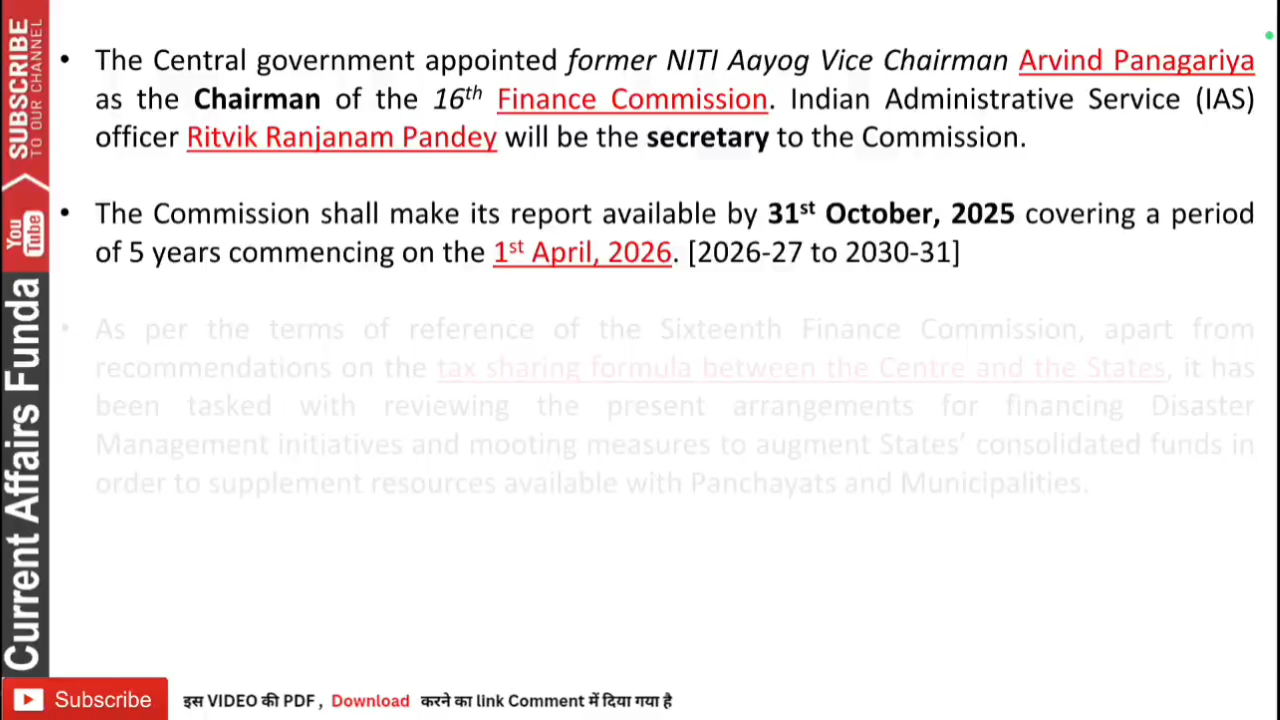 • The Central government appointed former NITI Aayog Vice Chairman Arvind Panagariya
as the Chairman of the 16th Finance Commission. Indian Administrative Service (IAS)
officer Ritvik Ranjanam Pandey will be the secretary to the Commission.
• The Commission shall make its report available by 31st October, 2025 covering a period
of 5 years commencing on the 1st April, 2026. [2026-27 to 2030-31]
• As per the terms of reference of the Sixteenth Finance Commission, apart from
recommendations on the tax sharing formula between the Centre and the States, it has
been tasked with reviewing the present arrangements for financing Disaster
Management initiatives and mooting measures to augment States’ consolidated funds in
order to supplement resources available with Panchayats and Municipalities.
SUBSCRIBE
TO OUR CHANNEL
You
Tube
Current Affairs Funda
Subscribe
इस VIDEO की PDF , Download करने का link Comment में दिया गया है